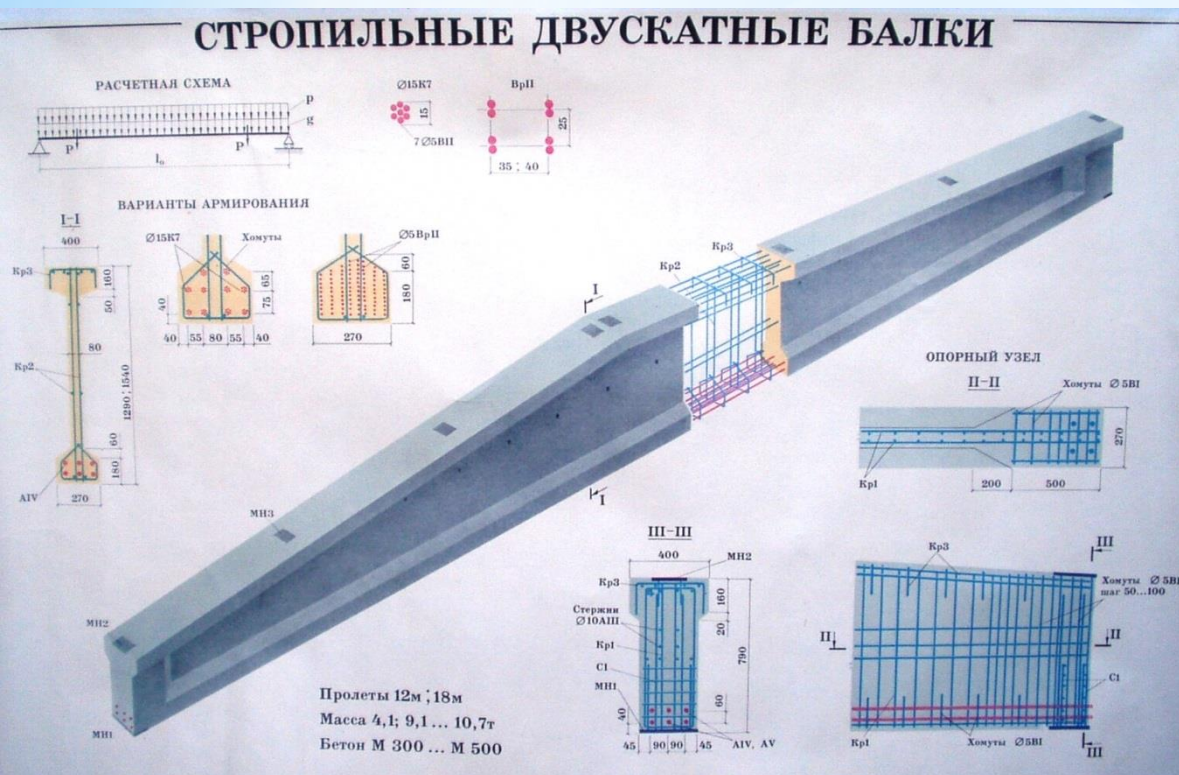 СТРОПИЛЬНЫЕ ДВУСКАТНЫЕ БАЛКИ
РАСЧЕТНАЯ СХЕМА
p
g
P
P
l₀
Ø15К7
15
7Ø5ВII
ВрII
25
35; 40
ВАРИАНТЫ АРМИРОВАНИЯ
I-I
400
Кр3
160
50
80
Кр2
1290; 1540
60
180
АIV
270
Ø15К7
Хомуты
40
65
75
40 55 80 55 40
Ø5ВрII
60
180
270
Кр3
Кр2
I
I
МН3
МН2
МН1
ОПОРНЫЙ УЗЕЛ
II-II
Хомуты Ø 5ВI
270
Кр1
200
500
III-III
400
МН2
Кр3
160
Стержни
Ø10АIII
20
790
Кр1
С1
МН1
60
40
45 90 90 45
АIV, АV
III
Кр3
Хомуты Ø 5ВI
шаг 50...100
II
II
С1
Кр1
Хомуты Ø5ВI
III
Пролеты 12м; 18м
Масса 4,1; 9,1 ... 10,7т
Бетон М 300 ... М 500